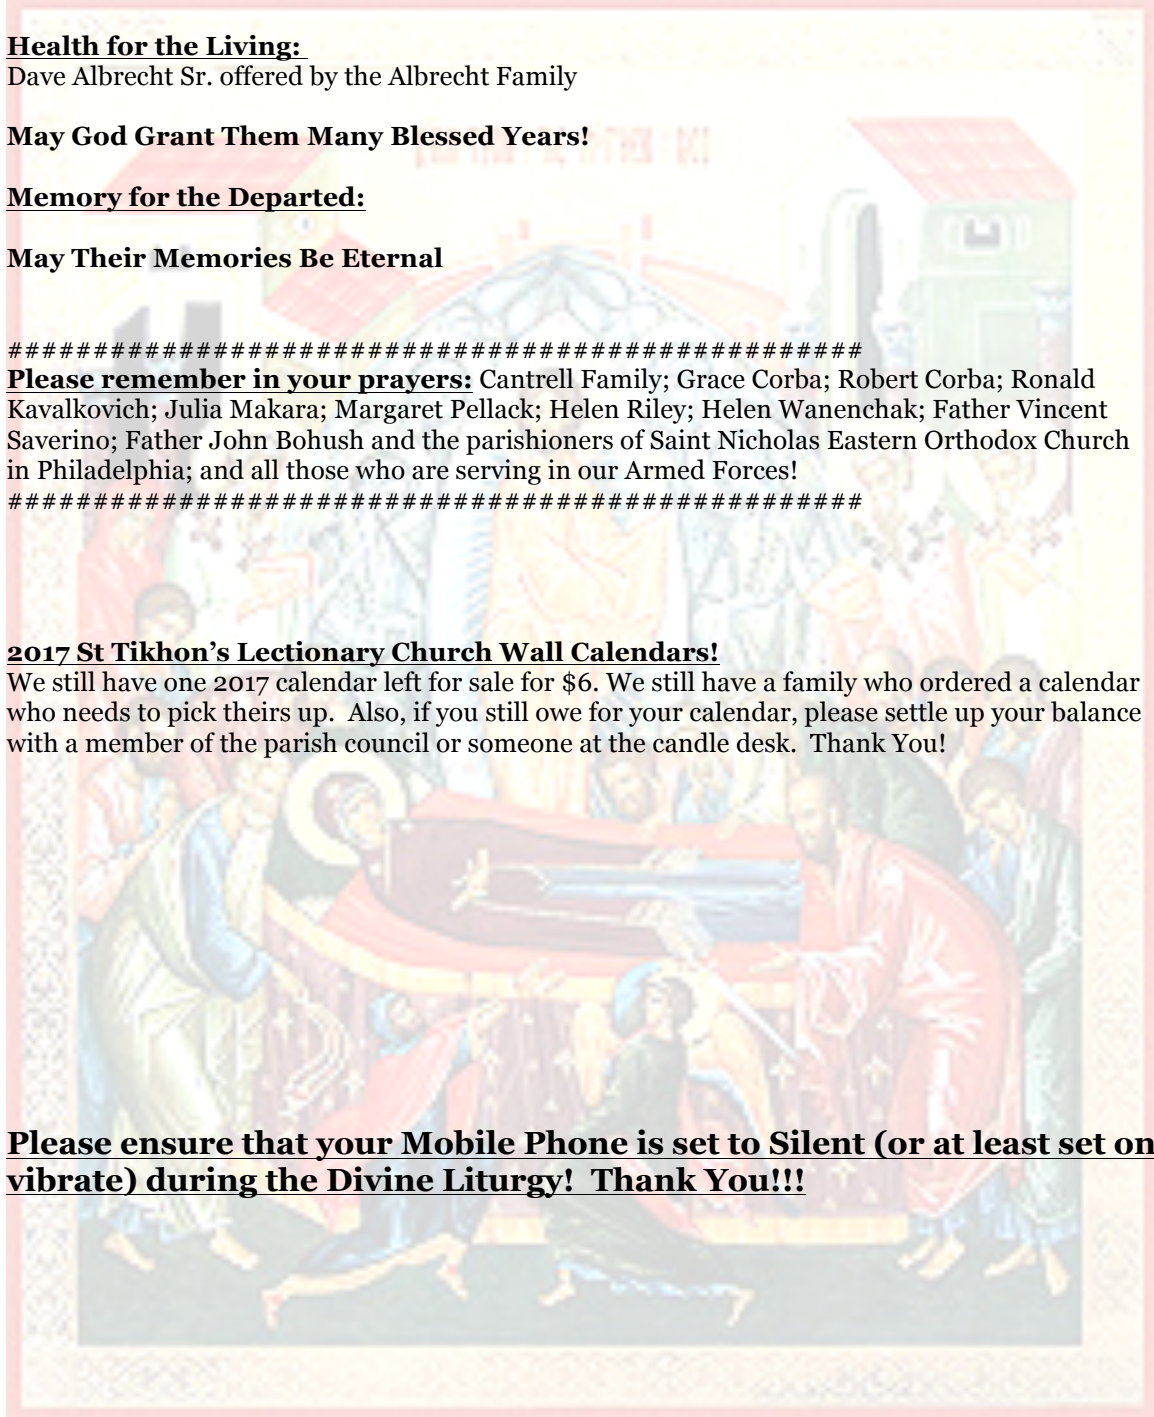 Health for the Living:
Dave Albrecht Sr. offered by the Albrecht Family
May God Grant Them Many Blessed Years!
Memory for the Departed:
May Their Memories Be Eternal
##################################################
Please remember in your prayers: Cantrell Family; Grace Corba; Robert Corba; Ronald
Kavalkovich; Julia Makara; Margaret Pellack; Helen Riley; Helen Wanenchak; Father Vincent
Saverino; Father John Bohush and the parishioners of Saint Nicholas Eastern Orthodox Church
in Philadelphia; and all those who are serving in our Armed Forces!
##################################################
2017 St Tikhon’s Lectionary Church Wall Calendars!
We still have one 2017 calendar left for sale for $6. We still have a family who ordered a calendar
who needs to pick theirs up.  Also, if you still owe for your calendar, please settle up your balance
with a member of the parish council or someone at the candle desk.  Thank You!
Please ensure that your Mobile Phone is set to Silent (or at least set on
vibrate) during the Divine Liturgy!  Thank You!!!